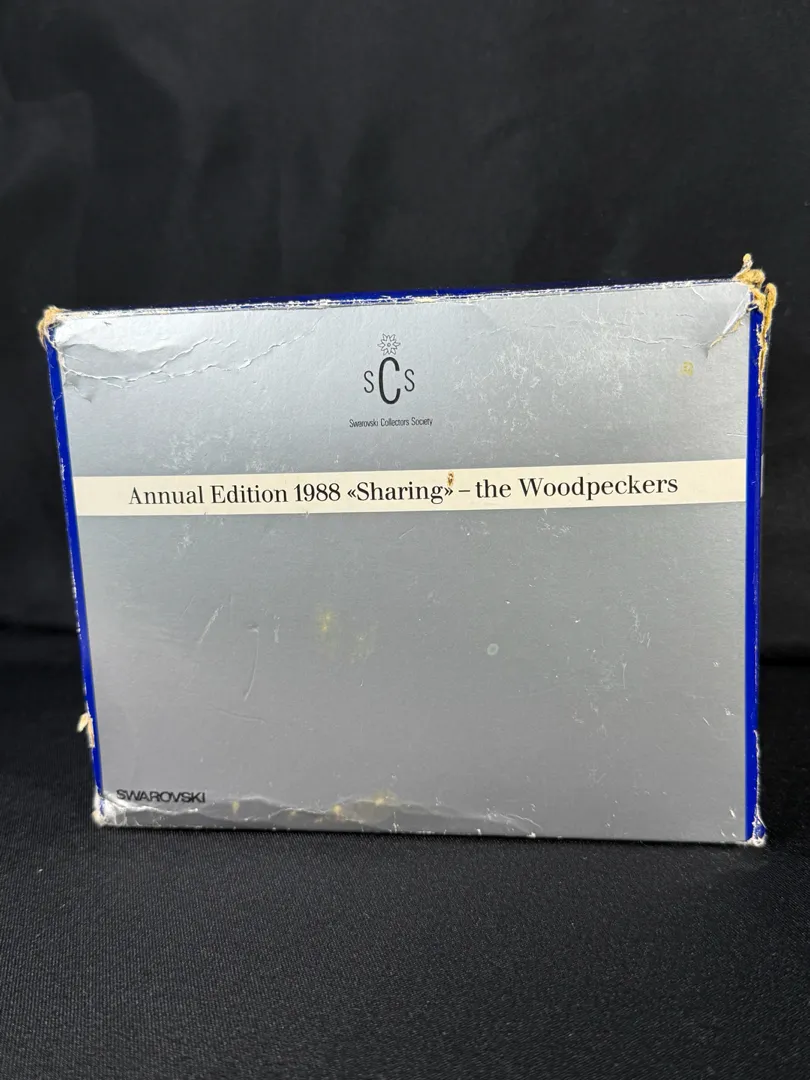 SCS
Swarovski Collectors Society
Annual Edition 1988 «Sharing» – the Woodpeckers
SWAROVSKI